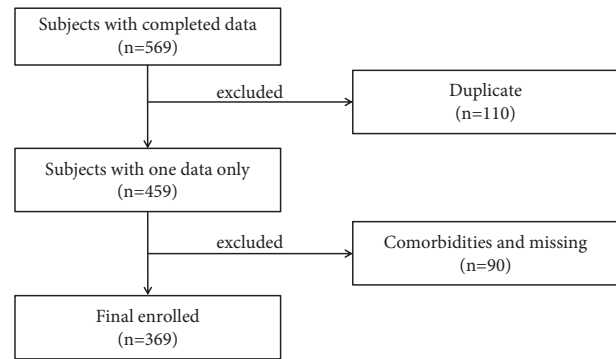 Subjects with completed data
(n=569)
excluded
Duplicate
(n=110)
Subjects with one data only
(n=459)
excluded
Comorbidities and missing
(n=90)
Final enrolled
(n=369)